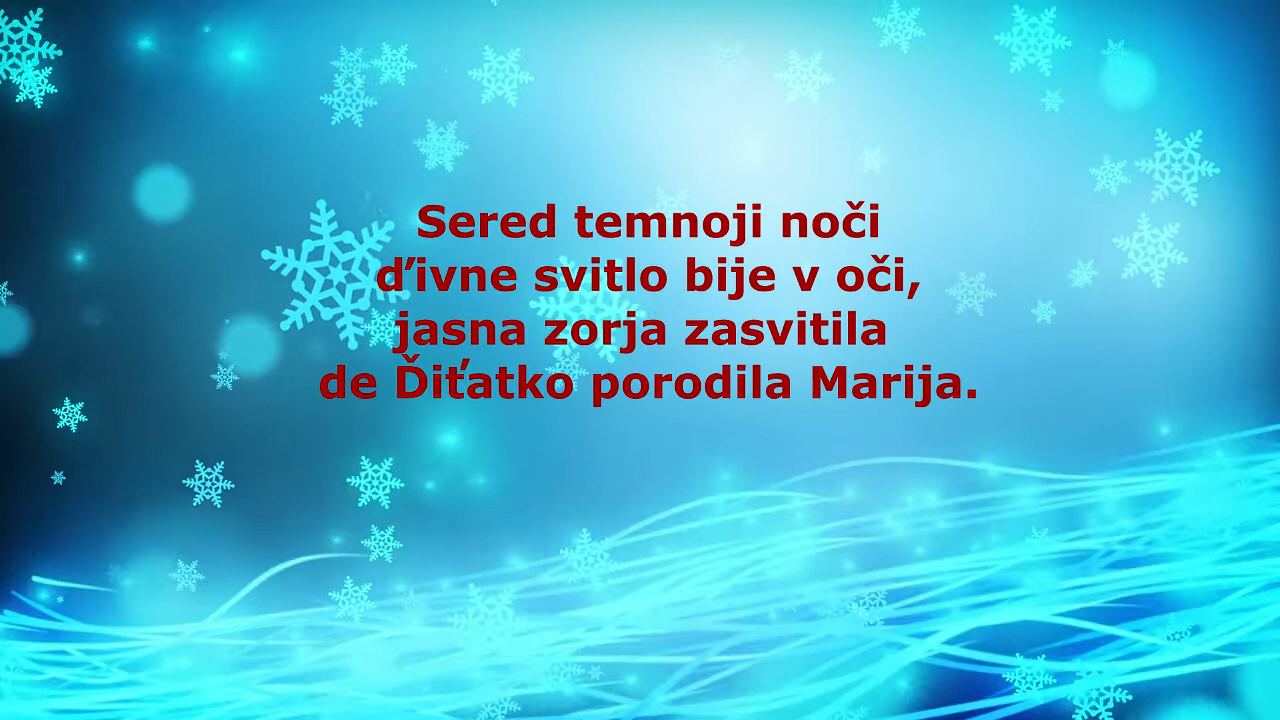 Sered temnoji noči
ďivne svitlo bije v oči,
jasna zorja zasvitila
de Ďiťatko porodila Marija.